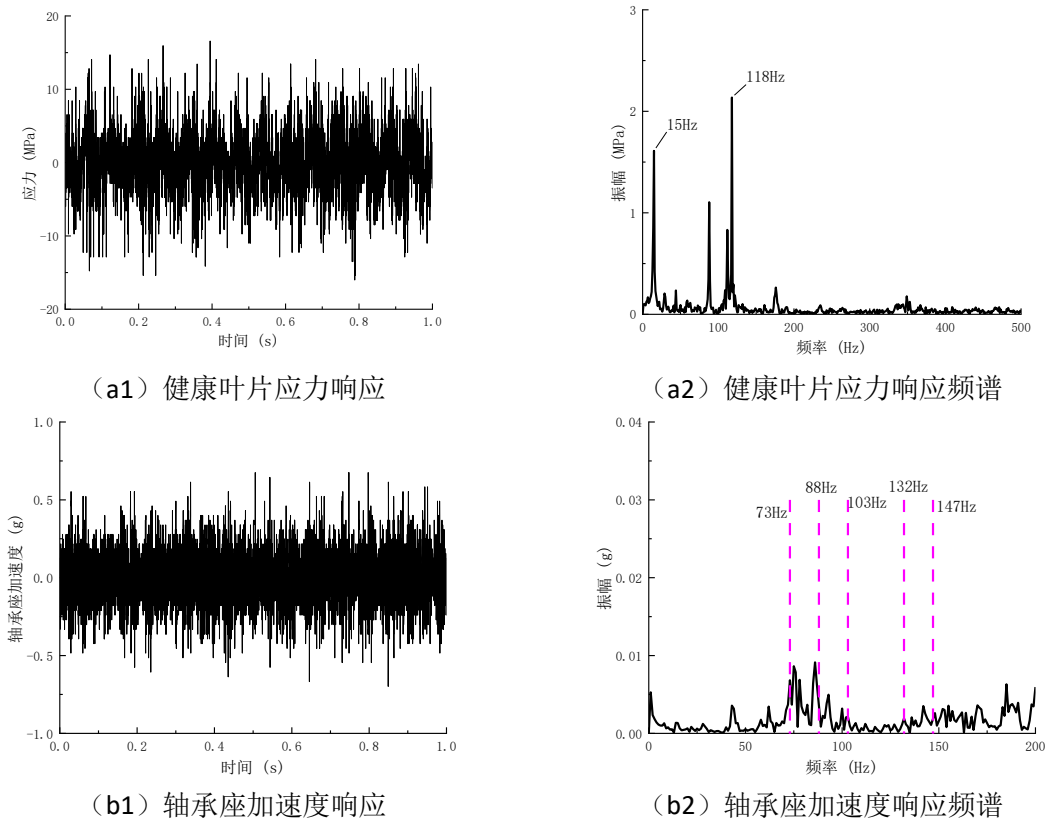 20
10
0
-10
-20
应力 (MPa)
0.0 0.2 0.4 0.6 0.8 1.0
时间 (s)
(a1)健康叶片应力响应
3
2
1
0
振幅 (MPa)
15Hz
118Hz
0 100 200 300 400 500
频率 (Hz)
(a2)健康叶片应力响应频谱
1.0
0.5
0.0
-0.5
-1.0
轴承座加速度 (g)
0.0 0.2 0.4 0.6 0.8 1.0
时间 (s)
(b1)轴承座加速度响应
0.04
0.03
0.02
0.01
0.00
振幅 (g)
73Hz
88Hz
103Hz
132Hz
147Hz
0 50 100 150 200
频率 (Hz)
(b2)轴承座加速度响应频谱